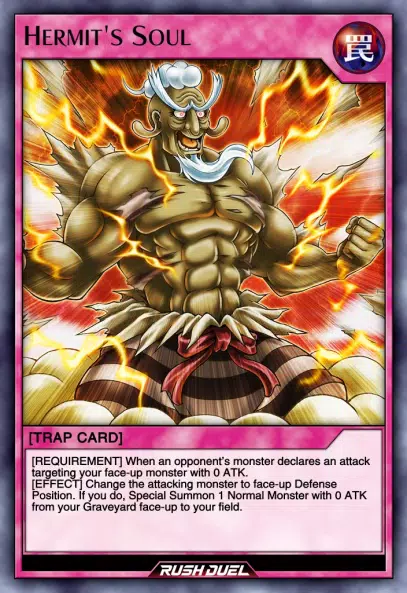 Hermit's Soul
罠
[TRAP CARD]
[REQUIREMENT] When an opponent's monster declares an attack
targeting your face-up monster with 0 ATK.
[EFFECT] Change the attacking monster to face-up Defense
Position. If you do, Special Summon 1 Normal Monster with 0 ATK
from your Graveyard face-up to your field.
RUSH DUEL